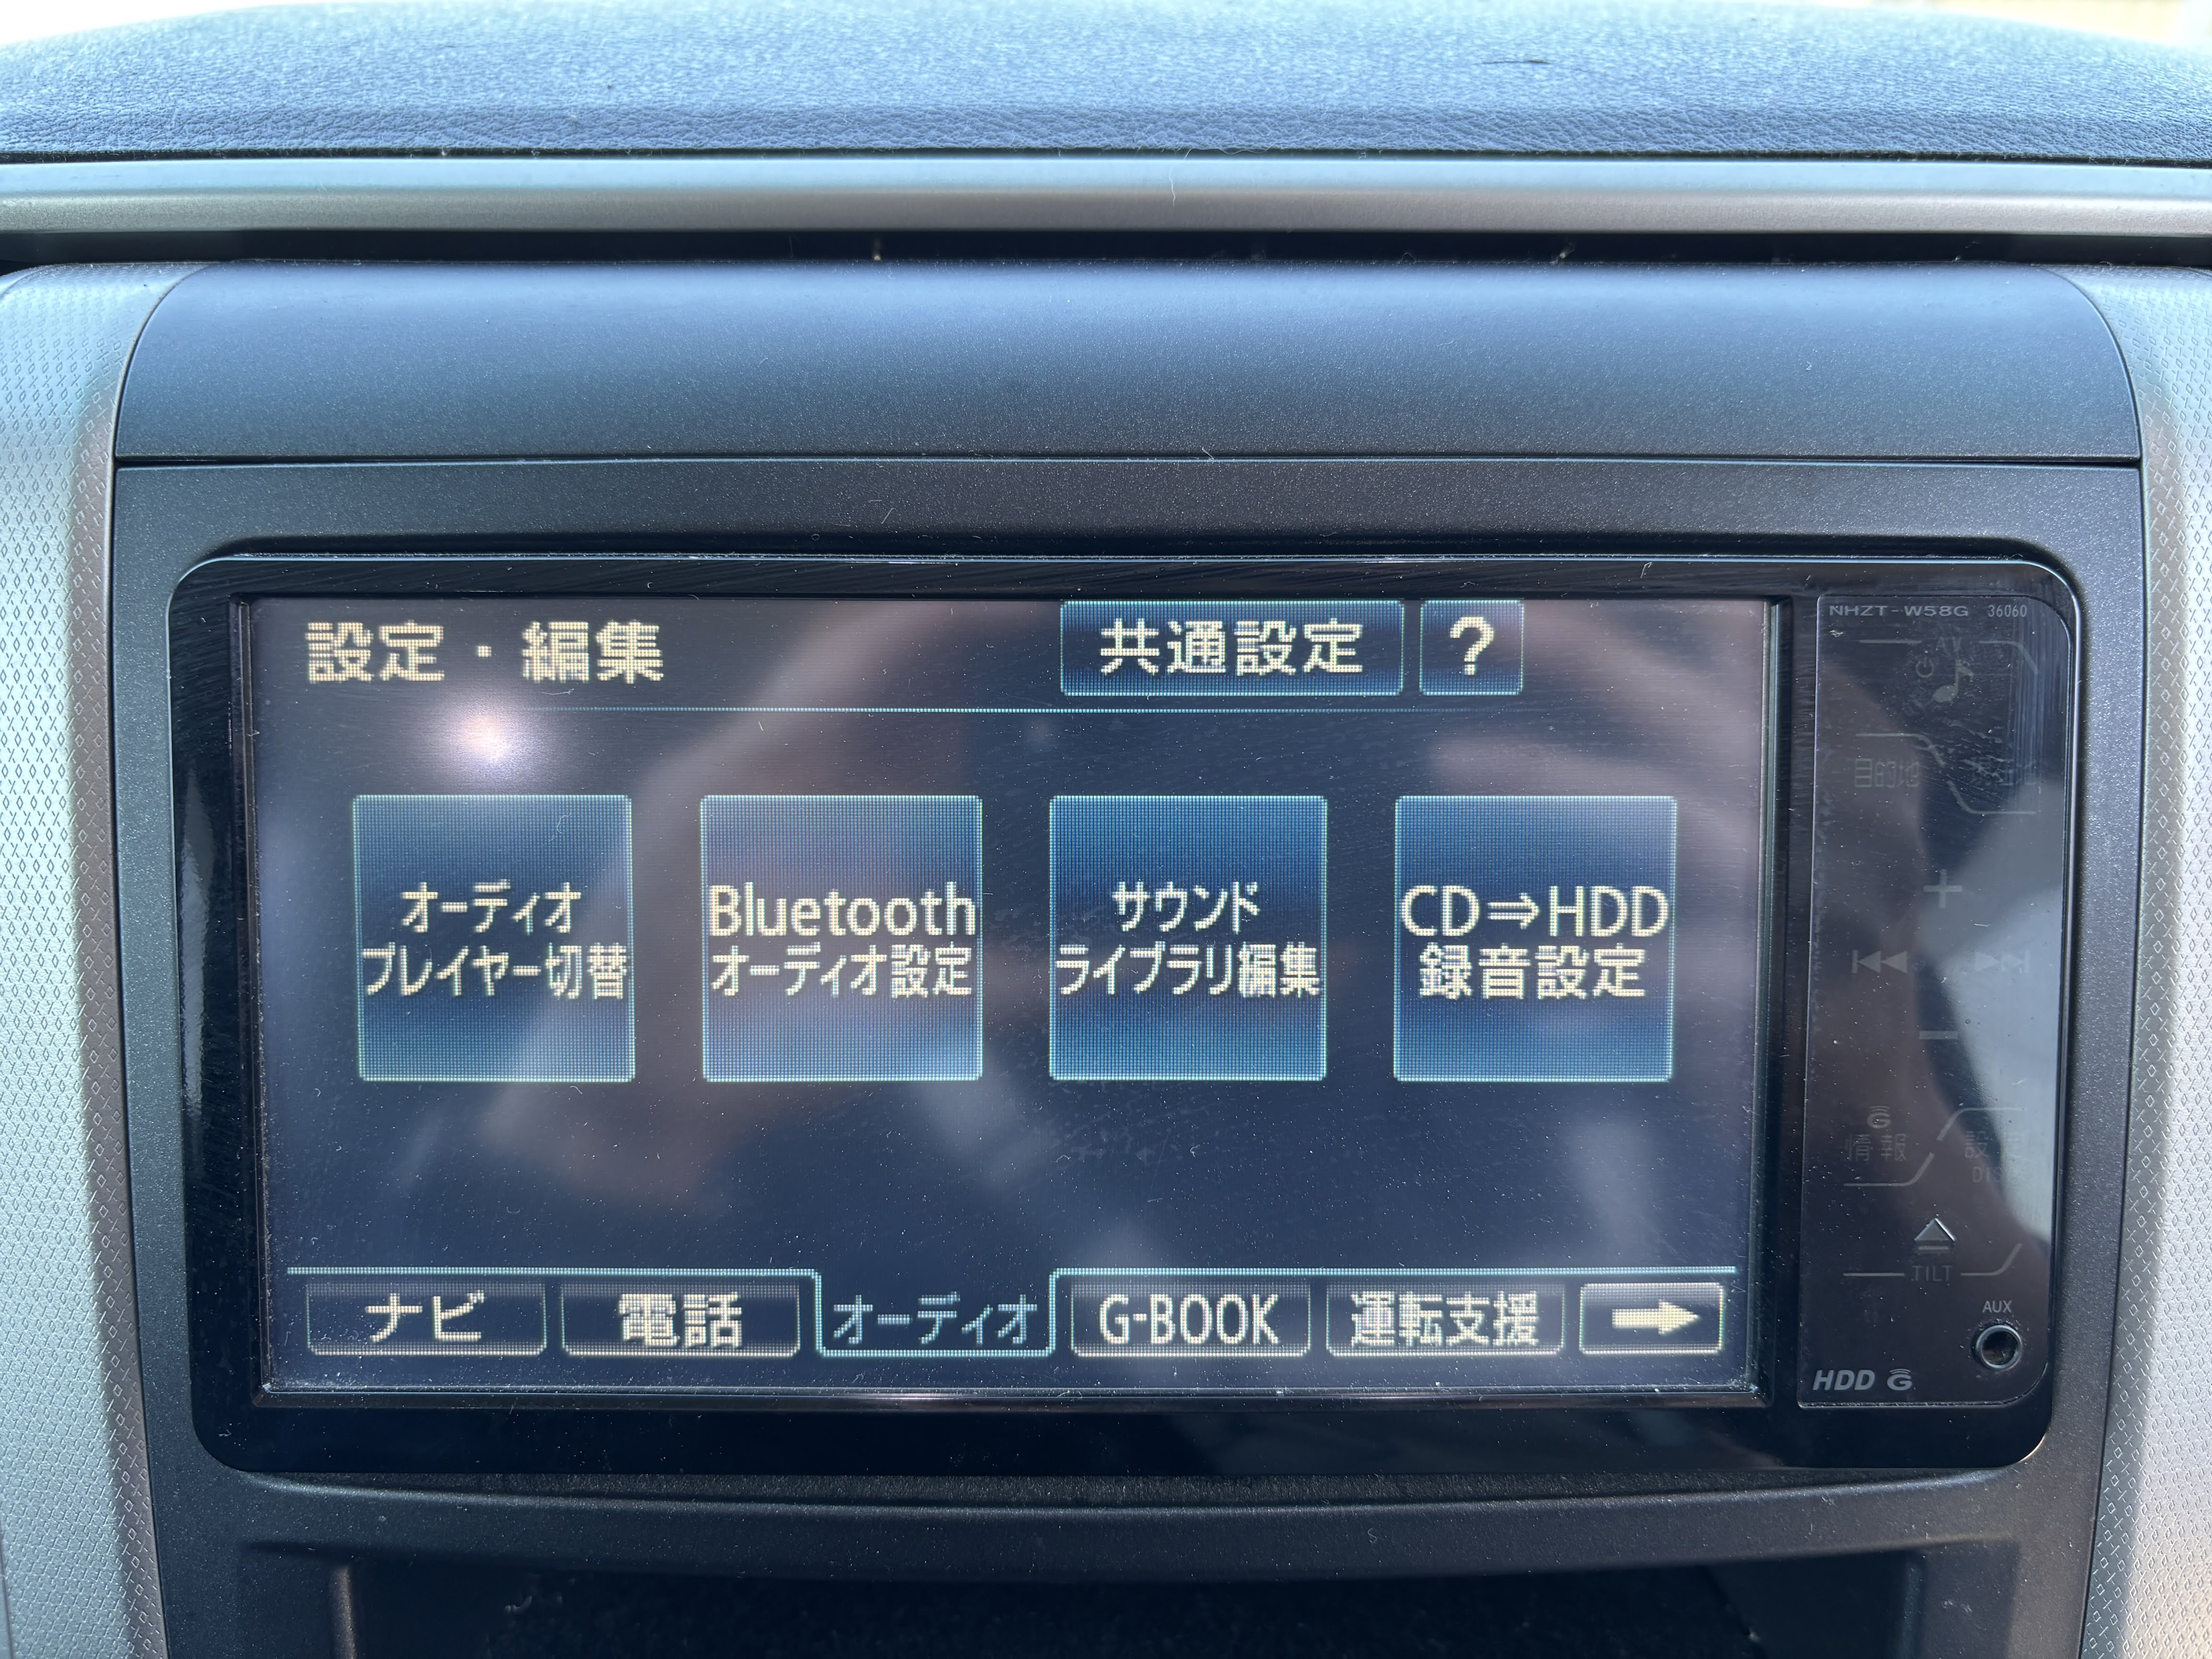 設定・編集
共通設定
?
NHZT-W58G 36060
AV
目的地
オーディオ
プレイヤー切替
Bluetooth
オーディオ設定
サウンド
ライブラリ編集
CD⇒HDD
録音設定
+
−
G
情報
TILT
AUX
ナビ
電話
オーディオ
G-BOOK
運転支援
HDD G